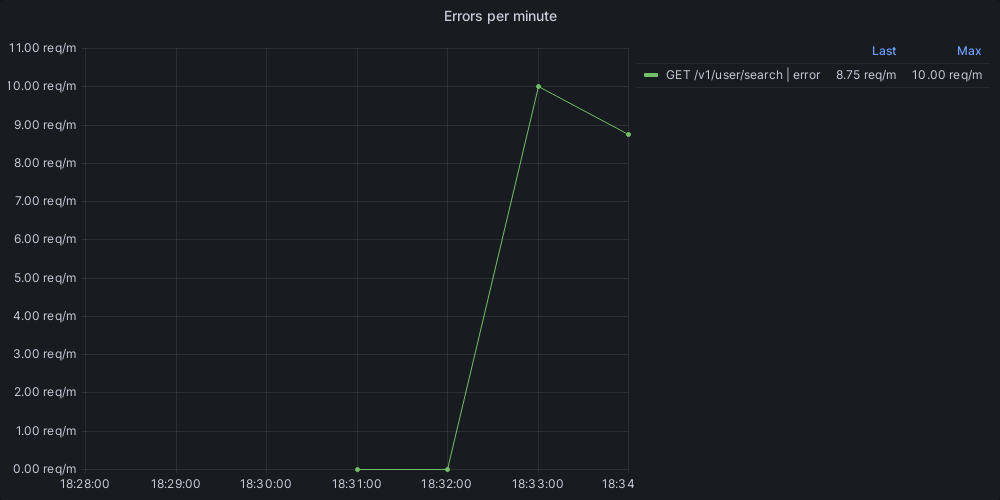 Errors per minute
11.00 req/m
10.00 req/m
9.00 req/m
8.00 req/m
7.00 req/m
6.00 req/m
5.00 req/m
4.00 req/m
3.00 req/m
2.00 req/m
1.00 req/m
0.00 req/m
18:28:00 18:29:00 18:30:00 18:31:00 18:32:00 18:33:00 18:34
Last Max
GET /v1/user/search | error 8.75 req/m 10.00 req/m